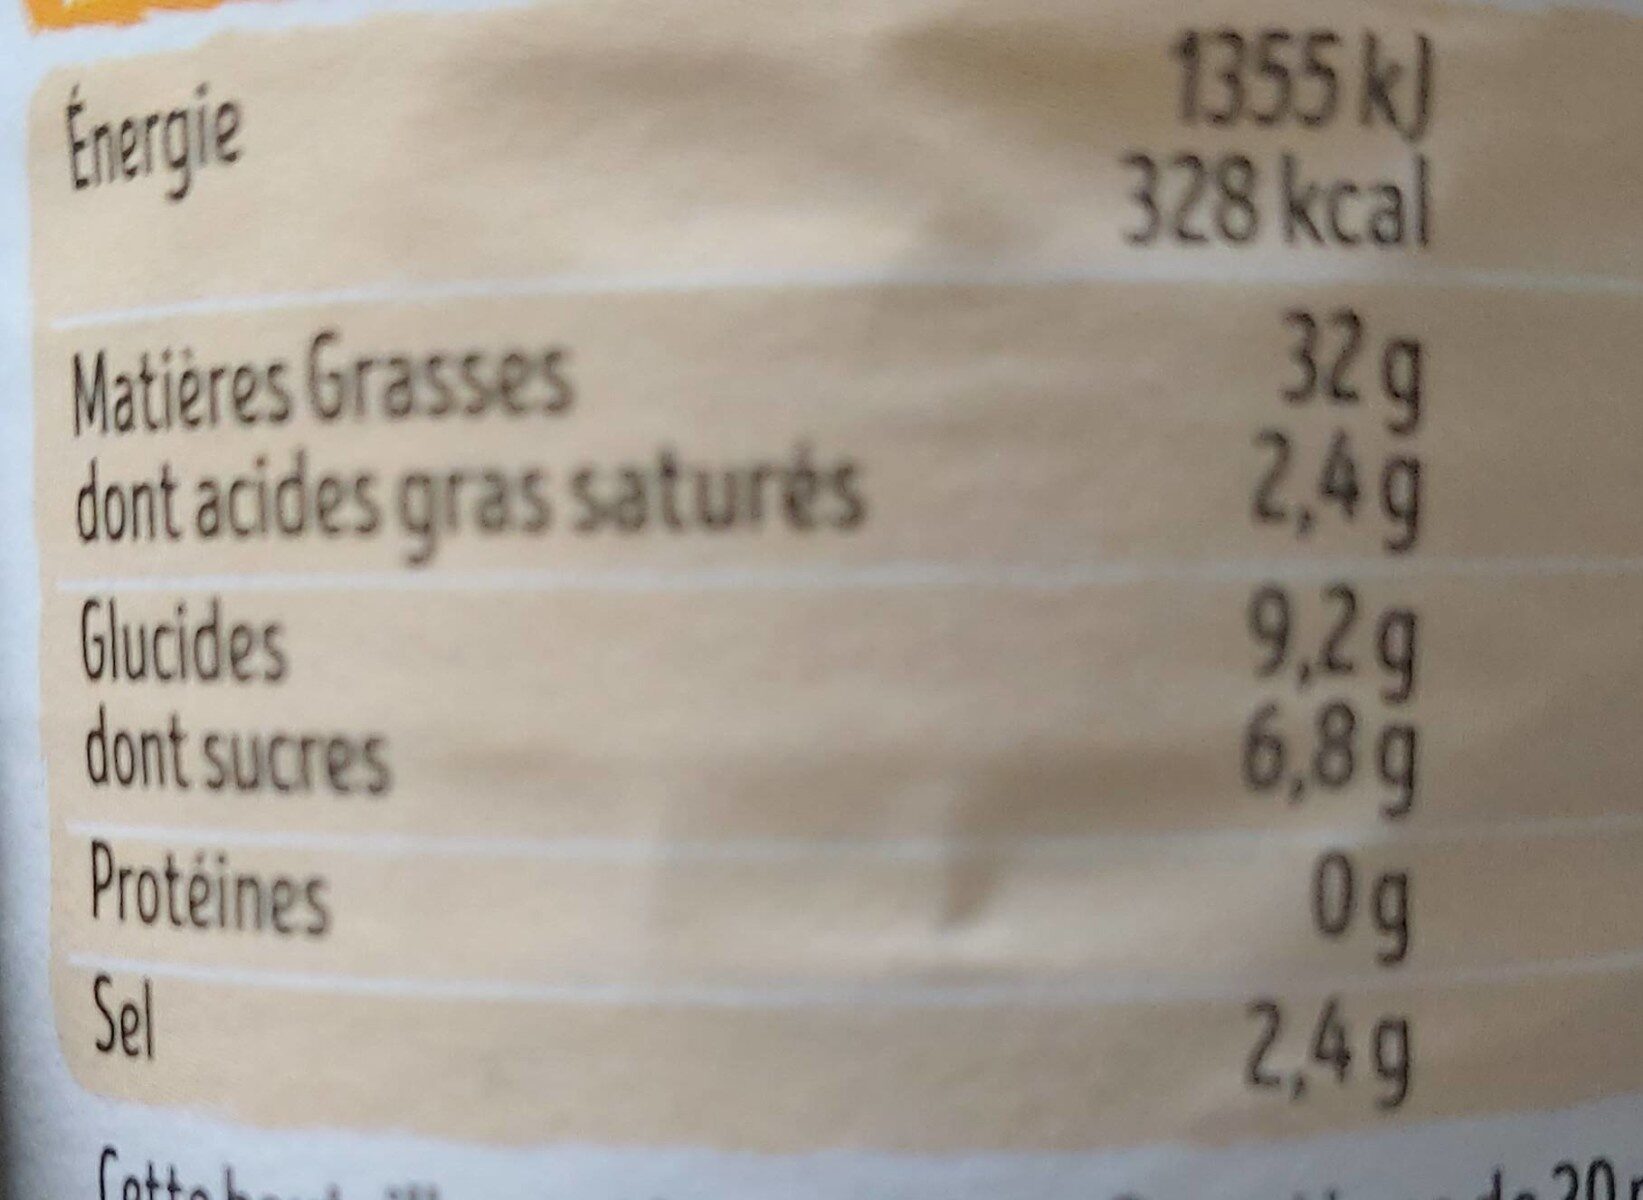 Énergie 1355 kJ
328 kcal
Matières Grasses 32 g
dont acides gras saturés 2,4 g
Glucides 9,2 g
dont sucres 6,8 g
Protéines 0 g
Sel 2,4 g
Cette